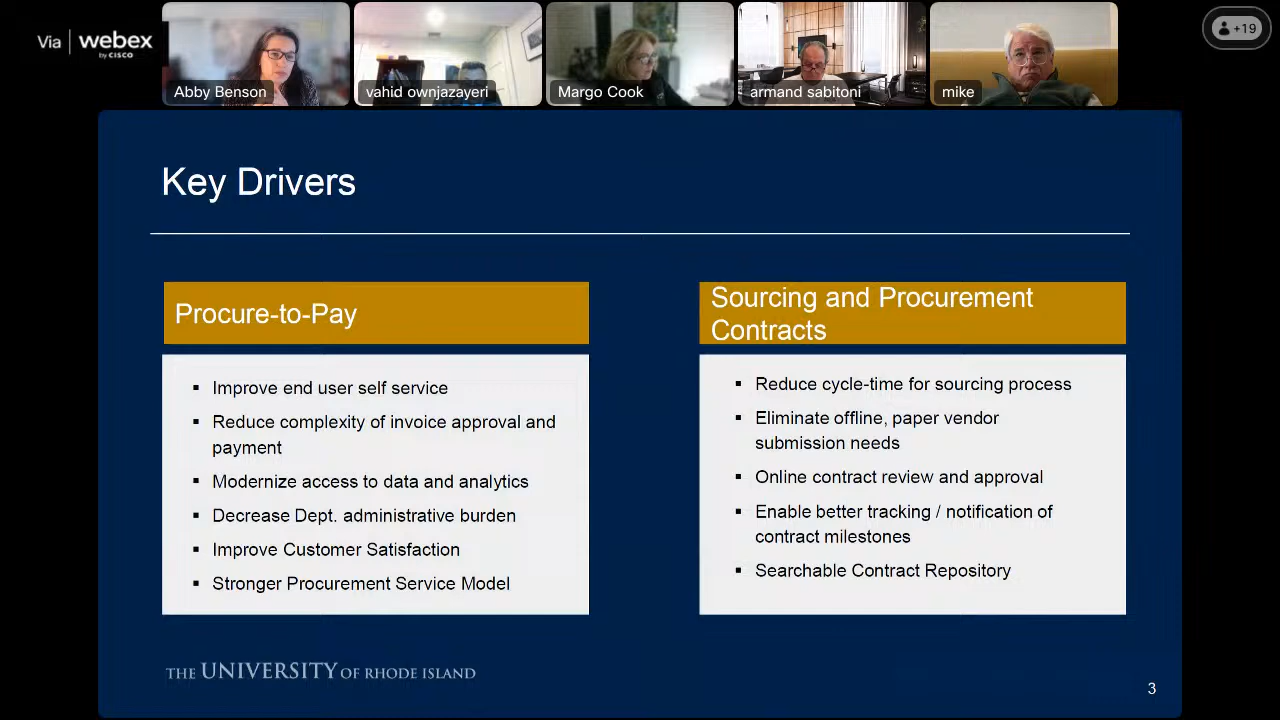 Via | webex
by CISCO
Abby Benson
vahid ownjazayeri
Margo Cook
armand sabitoni
mike
+19
Key Drivers
Procure-to-Pay
▪ Improve end user self service
▪ Reduce complexity of invoice approval and
payment
▪ Modernize access to data and analytics
▪ Decrease Dept. administrative burden
▪ Improve Customer Satisfaction
▪ Stronger Procurement Service Model
Sourcing and Procurement
Contracts
▪ Reduce cycle-time for sourcing process
▪ Eliminate offline, paper vendor
submission needs
▪ Online contract review and approval
▪ Enable better tracking / notification of
contract milestones
▪ Searchable Contract Repository
THE UNIVERSITY OF RHODE ISLAND
3